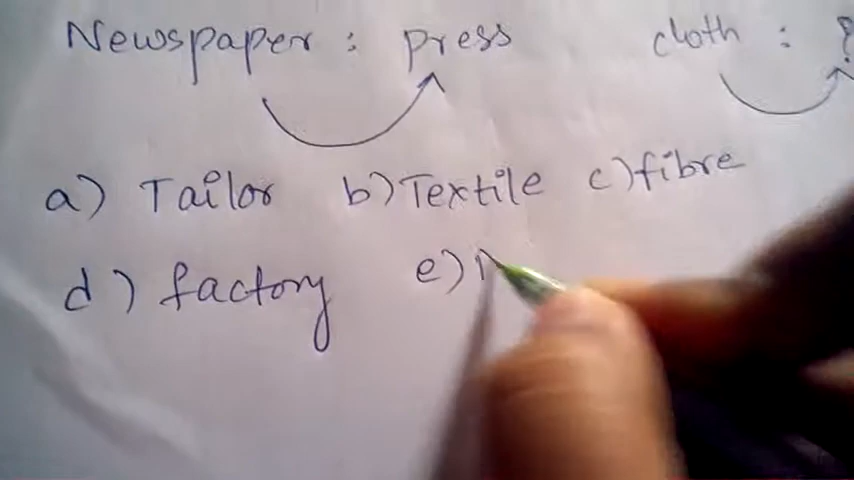 Newspaper : press cloth : ?
a) Tailor b) Textile c) fibre
d) factory e)